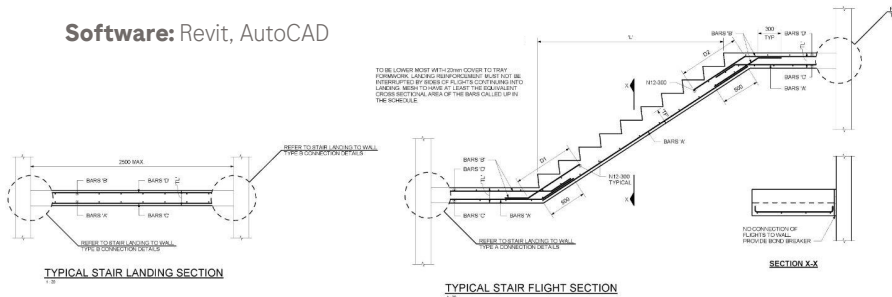 Software: Revit, AutoCAD
TO BE LOWER MOST WITH 20mm COVER TO TRAY
FORMWORK. LANDING REINFORCEMENT MUST NOT BE
INTERRUPTED BY SIDES OF FLIGHTS CONTINUING INTO
LANDING. MESH TO HAVE AT LEAST THE EQUIVALENT
CROSS SECTIONAL AREA OF THE BARS CALLED UP IN
THE SCHEDULE.
REFER TO STAIR LANDING TO WALL
TYPE B CONNECTION DETAILS
2500 MAX
BARS 'B'
BARS 'D'
'TL'
BARS 'A'
BARS 'C'
REFER TO STAIR LANDING TO WALL
TYPE B CONNECTION DETAILS
TYPICAL STAIR LANDING SECTION
'L'
BARS 'B'
300
TYP
BARS 'D'
D2
'TL'
N12-300
X
BARS 'C'
BARS 'A'
500
BARS 'A'
D1
BARS 'B'
BARS 'D'
'TL'
N12-300
TYPICAL
X
BARS 'C'
BARS 'A'
500
REFER TO STAIR LANDING TO WALL
TYPE A CONNECTION DETAILS
TYPICAL STAIR FLIGHT SECTION
NO CONNECTION OF
FLIGHTS TO WALL.
PROVIDE BOND BREAKER
SECTION X-X